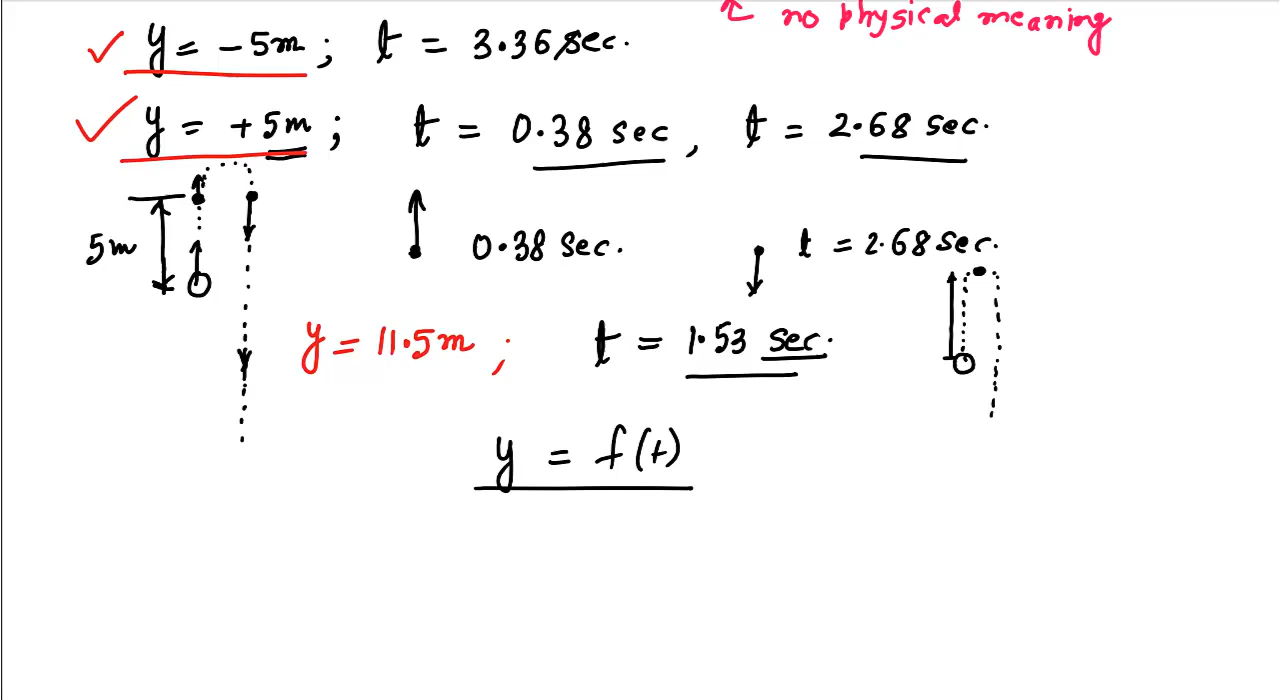 ↑ no physical meaning
y = -5m ; t = 3.36 sec.
y = +5m ; t = 0.38 sec , t = 2.68 sec.
5m 0.38 sec. t = 2.68 sec.
y = 11.5m ; t = 1.53 sec.
y = f(t)